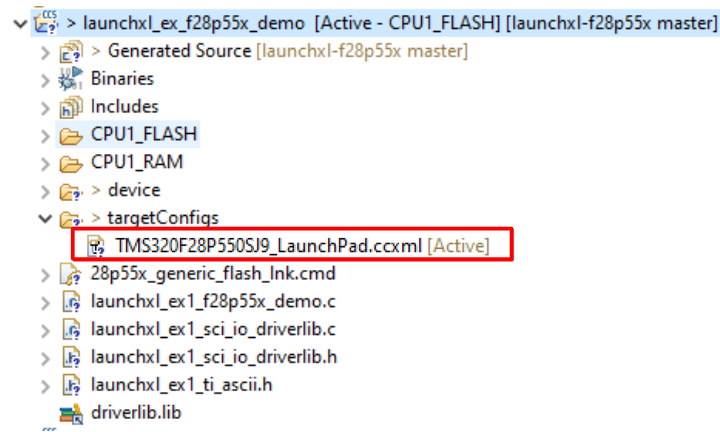 > launchxl_ex_f28p55x_demo [Active - CPU1_FLASH] [launchxl-f28p55x master]
> Generated Source [launchxl-f28p55x master]
Binaries
Includes
CPU1_FLASH
CPU1_RAM
> device
> targetConfigs
TMS320F28P550SJ9_LaunchPad.ccxml [Active]
28p55x_generic_flash_lnk.cmd
launchxl_ex1_f28p55x_demo.c
launchxl_ex1_sci_io_driverlib.c
launchxl_ex1_sci_io_driverlib.h
launchxl_ex1_ti_ascii.h
driverlib.lib